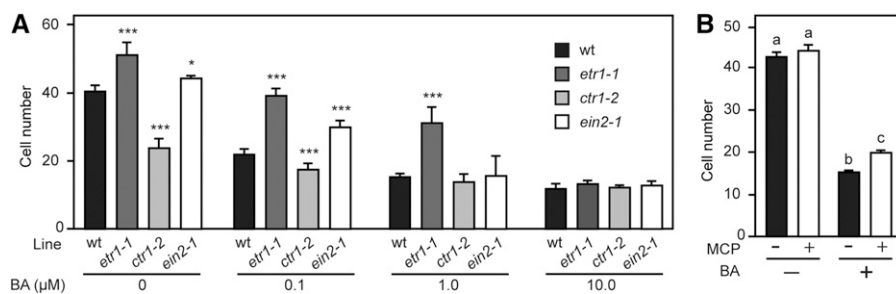 A
60
40
20
0
Cell number
***
***
*
***
***
***
***
wt
etr1-1
ctr1-2
ein2-1
Line
wt
etr1-1
ctr1-2
ein2-1
wt
etr1-1
ctr1-2
ein2-1
wt
etr1-1
ctr1-2
ein2-1
wt
etr1-1
ctr1-2
ein2-1
BA (µM)
0
0.1
1.0
10.0
B
50
40
30
20
10
0
Cell number
a
a
b
c
MCP
-
+
-
+
BA
—
+